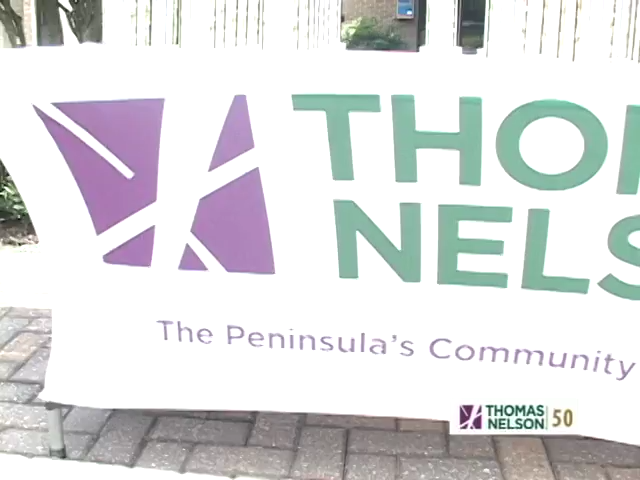 THO
NELS
The Peninsula's Community
THOMAS
NELSON 50